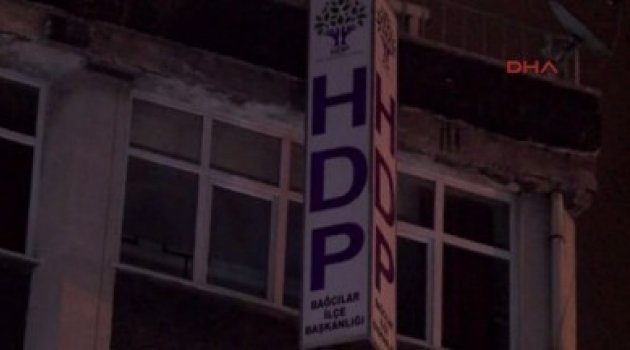 DHA
HDP
BAĞCILAR
İLÇE
BAŞKANLIĞI
HDP